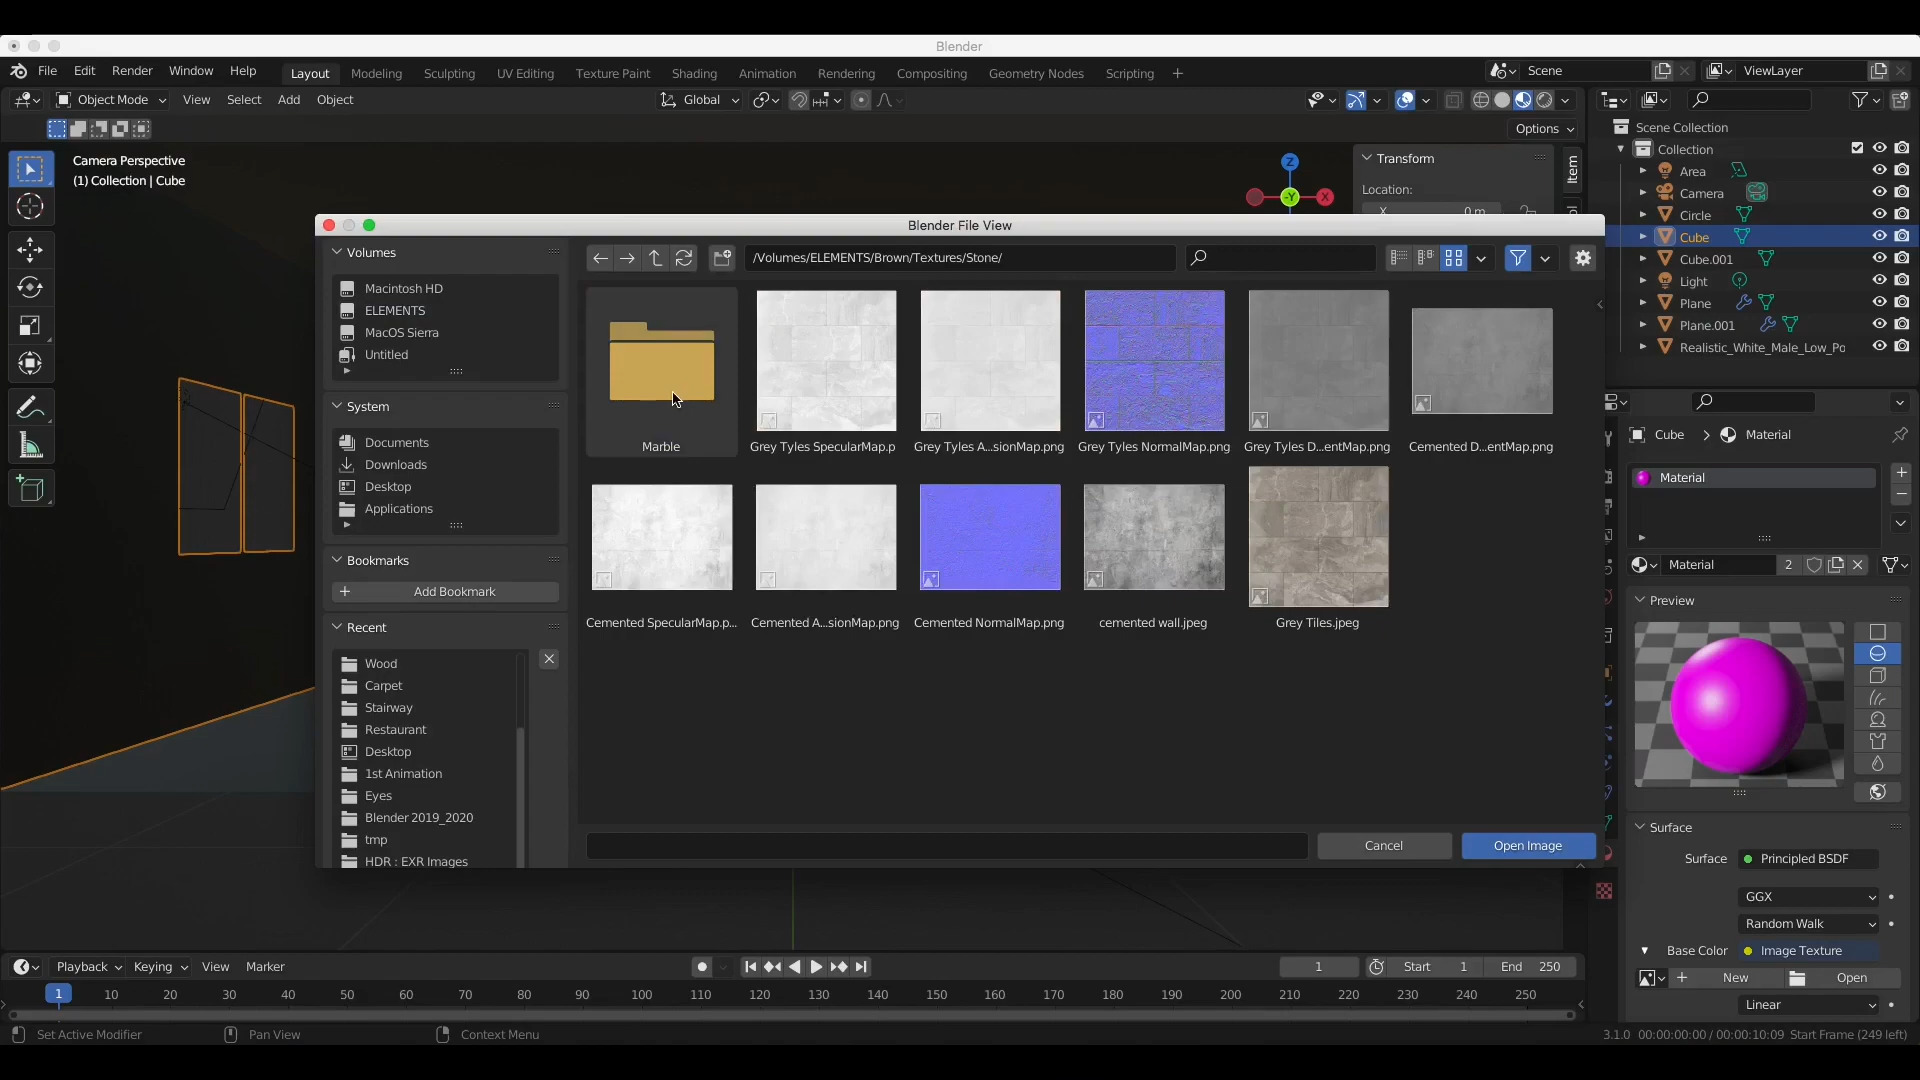 Blender
File Edit Render Window Help Layout Modeling Sculpting UV Editing Texture Paint Shading Animation Rendering Compositing Geometry Nodes Scripting + Scene ViewLayer
Object Mode View Select Add Object Global
Options
Camera Perspective
(1) Collection | Cube
Z
-Y
X
Transform
Location:
X 0 m
Item
Scene Collection
Collection
Area
Camera
Circle
Cube
Cube.001
Light
Plane
Plane.001
Realistic_White_Male_Low_Po
Blender File View
Volumes
Macintosh HD
ELEMENTS
MacOS Sierra
Untitled
System
Documents
Downloads
Desktop
Applications
Bookmarks
+ Add Bookmark
Recent
Wood
Carpet
Stairway
Restaurant
Desktop
1st Animation
Eyes
Blender 2019_2020
tmp
HDR : EXR Images
/Volumes/ELEMENTS/Brown/Textures/Stone/
Marble
Grey Tyles SpecularMap.p
Grey Tyles A...sionMap.png
Grey Tyles NormalMap.png
Grey Tyles D...entMap.png
Cemented D...entMap.png
Cemented SpecularMap.p...
Cemented A...sionMap.png
Cemented NormalMap.png
cemented wall.jpeg
Grey Tiles.jpeg
Cancel
Open Image
Cube > Material
Material
Material 2
Preview
Surface
Surface Principled BSDF
GGX
Random Walk
Base Color Image Texture
+ New Open
Linear
Playback Keying View Marker 1 Start 1 End 250
1 10 20 30 40 50 60 70 80 90 100 110 120 130 140 150 160 170 180 190 200 210 220 230 240 250
Set Active Modifier Pan View Context Menu 3.1.0 00:00:00:00 / 00:00:10:09 Start Frame (249 left)